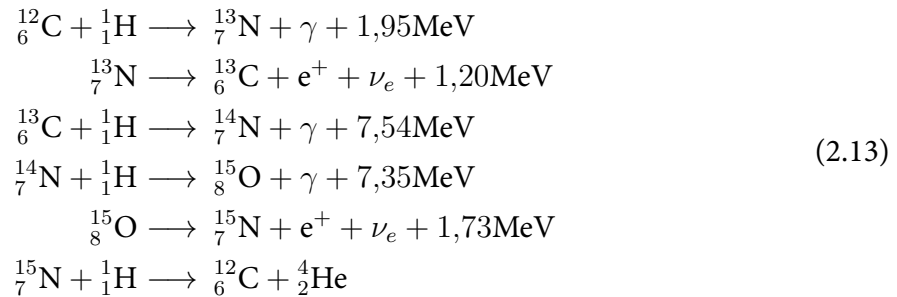 ¹²₆C + ¹₁H ⟶ ¹³₇N + γ + 1,95MeV
¹³₇N ⟶ ¹³₆C + e⁺ + νₑ + 1,20MeV
¹³₆C + ¹₁H ⟶ ¹⁴₇N + γ + 7,54MeV
(2.13)
¹⁴₇N + ¹₁H ⟶ ¹⁵₈O + γ + 7,35MeV
¹⁵₈O ⟶ ¹⁵₇N + e⁺ + νₑ + 1,73MeV
¹⁵₇N + ¹₁H ⟶ ¹²₆C + ⁴₂He